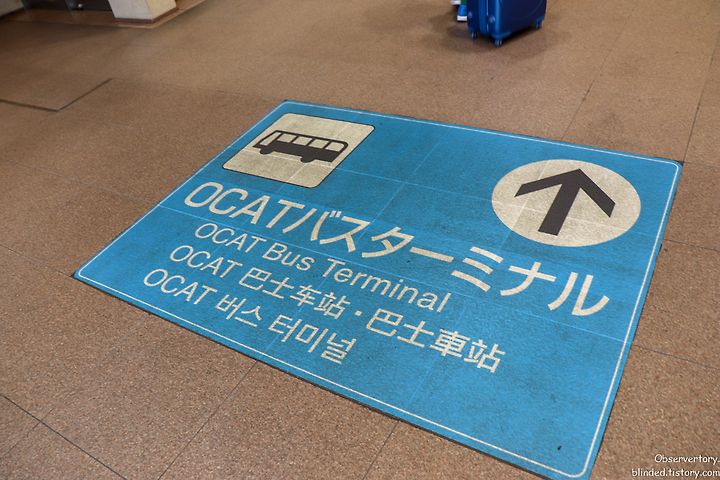 OCATバスターミナル
OCAT Bus Terminal
OCAT 巴士车站・巴士車站
OCAT 버스 터미널
Observertory.
blinded.tistory.com